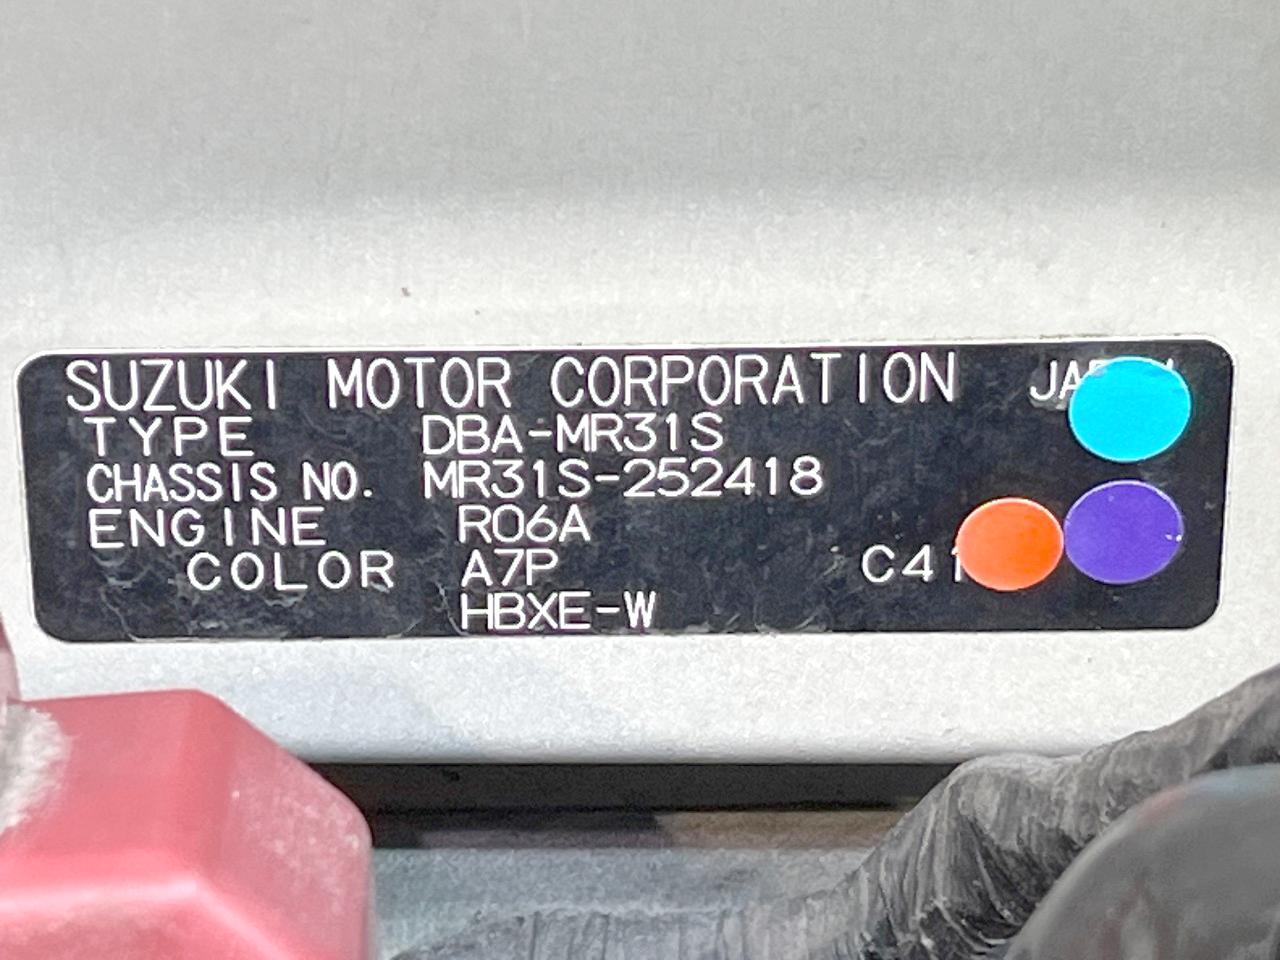 SUZUKI MOTOR CORPORATION
TYPE DBA-MR31S
CHASSIS NO. MR31S-252418
ENGINE R06A
COLOR A7P
HBXE-W